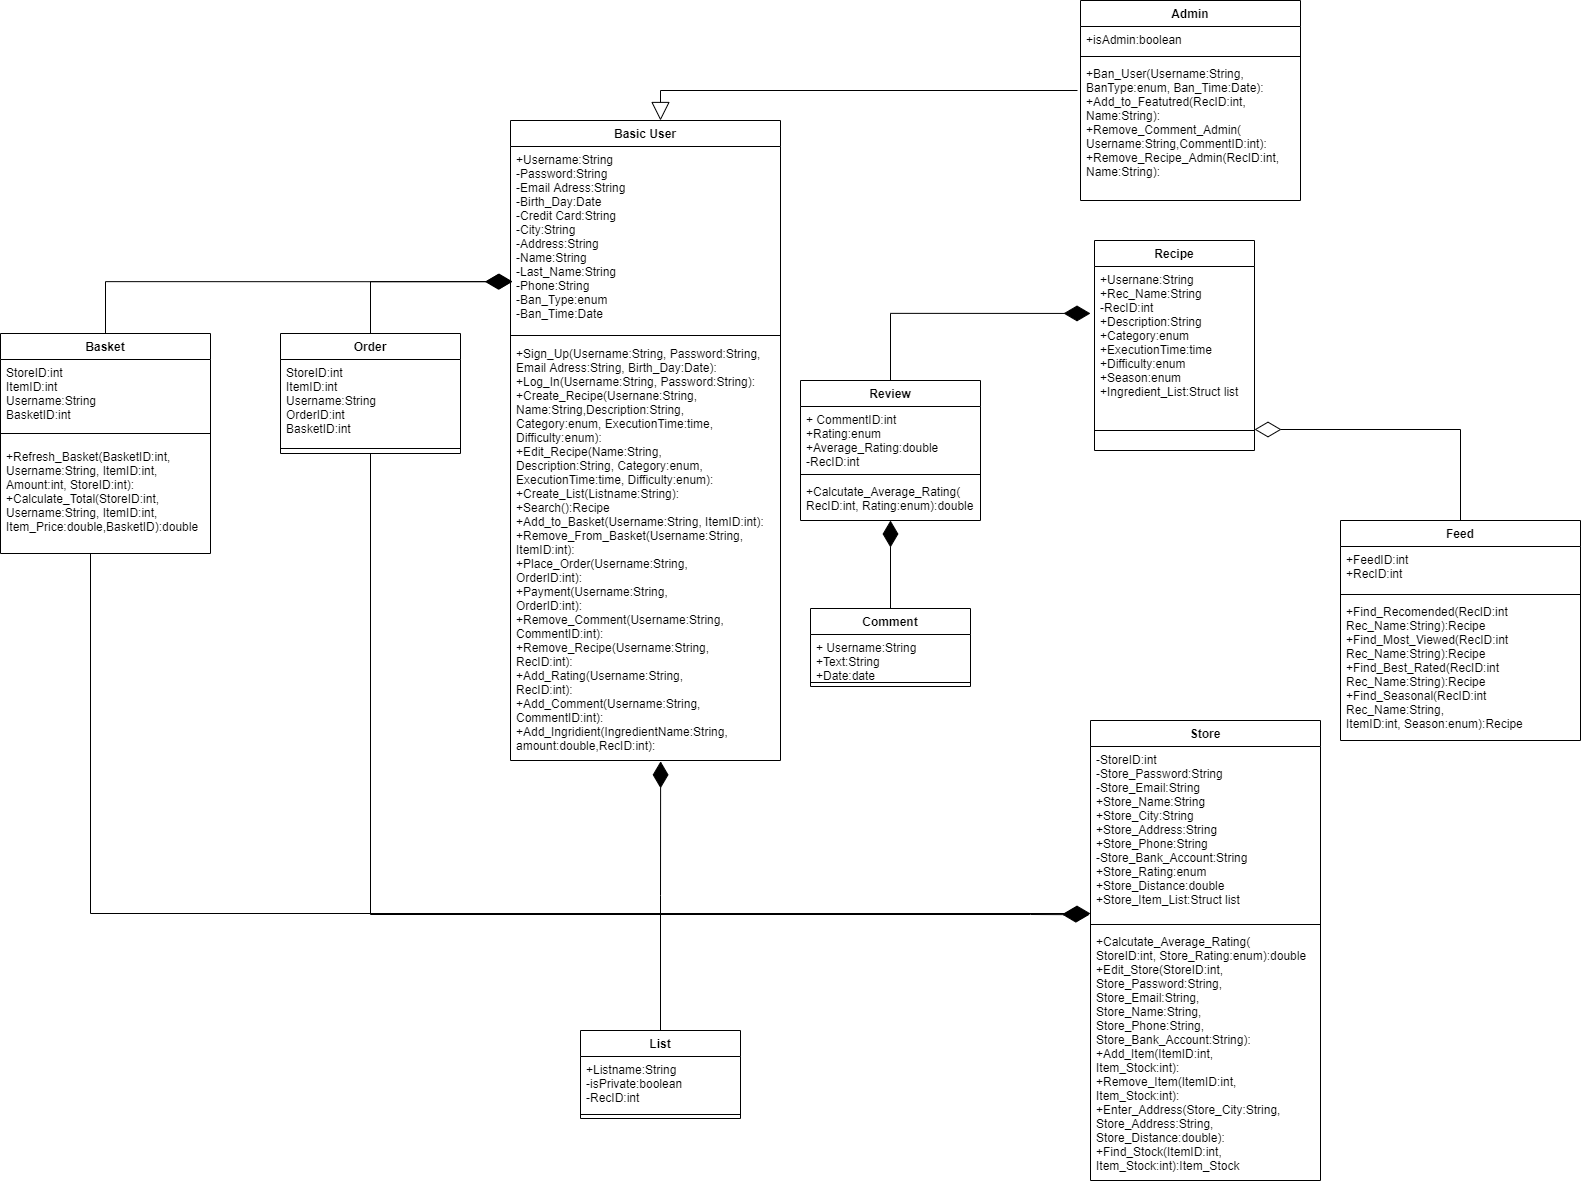 Admin
+isAdmin:boolean
+Ban_User(Username:String,
BanType:enum, Ban_Time:Date):
+Add_to_Featutred(RecID:int,
Name:String):
+Remove_Comment_Admin(
Username:String,CommentID:int):
+Remove_Recipe_Admin(RecID:int,
Name:String):
Basic User
+Username:String
-Password:String
-Email Adress:String
-Birth_Day:Date
-Credit Card:String
-City:String
-Address:String
-Name:String
-Last_Name:String
-Phone:String
-Ban_Type:enum
-Ban_Time:Date
+Sign_Up(Username:String, Password:String,
Email Adress:String, Birth_Day:Date):
+Log_In(Username:String, Password:String):
+Create_Recipe(Username:String,
Name:String,Description:String,
Category:enum, ExecutionTime:time,
Difficulty:enum):
+Edit_Recipe(Name:String,
Description:String, Category:enum,
ExecutionTime:time, Difficulty:enum):
+Create_List(Listname:String):
+Search():Recipe
+Add_to_Basket(Username:String, ItemID:int):
+Remove_From_Basket(Username:String,
ItemID:int):
+Place_Order(Username:String,
OrderID:int):
+Payment(Username:String,
OrderID:int):
+Remove_Comment(Username:String,
CommentID:int):
+Remove_Recipe(Username:String,
RecID:int):
+Add_Rating(Username:String,
RecID:int):
+Add_Comment(Username:String,
CommentID:int):
+Add_Ingridient(IngredientName:String,
amount:double,RecID:int):
Recipe
+Usernane:String
+Rec_Name:String
-RecID:int
+Description:String
+Category:enum
+ExecutionTime:time
+Difficulty:enum
+Season:enum
+Ingredient_List:Struct list
Basket
StoreID:int
ItemID:int
Username:String
BasketID:int
+Refresh_Basket(BasketID:int,
Username:String, ItemID:int,
Amount:int, StoreID:int):
+Calculate_Total(StoreID:int,
Username:String, ItemID:int,
Item_Price:double,BasketID):double
Order
StoreID:int
ItemID:int
Username:String
OrderID:int
BasketID:int
Review
+ CommentID:int
+Rating:enum
+Average_Rating:double
-RecID:int
+Calcutate_Average_Rating(
RecID:int, Rating:enum):double
Comment
+ Username:String
+Text:String
+Date:date
Feed
+FeedID:int
+RecID:int
+Find_Recomended(RecID:int
Rec_Name:String):Recipe
+Find_Most_Viewed(RecID:int
Rec_Name:String):Recipe
+Find_Best_Rated(RecID:int
Rec_Name:String):Recipe
+Find_Seasonal(RecID:int
Rec_Name:String,
ItemID:int, Season:enum):Recipe
Store
-StoreID:int
-Store_Password:String
-Store_Email:String
+Store_Name:String
+Store_City:String
+Store_Address:String
+Store_Phone:String
-Store_Bank_Account:String
+Store_Rating:enum
+Store_Distance:double
+Store_Item_List:Struct list
+Calcutate_Average_Rating(
StoreID:int, Store_Rating:enum):double
+Edit_Store(StoreID:int,
Store_Password:String,
Store_Email:String,
Store_Name:String,
Store_Phone:String,
Store_Bank_Account:String):
+Add_Item(ItemID:int,
Item_Stock:int):
+Remove_Item(ItemID:int,
Item_Stock:int):
+Enter_Address(Store_City:String,
Store_Address:String,
Store_Distance:double):
+Find_Stock(ItemID:int,
Item_Stock:int):Item_Stock
List
+Listname:String
-isPrivate:boolean
-RecID:int